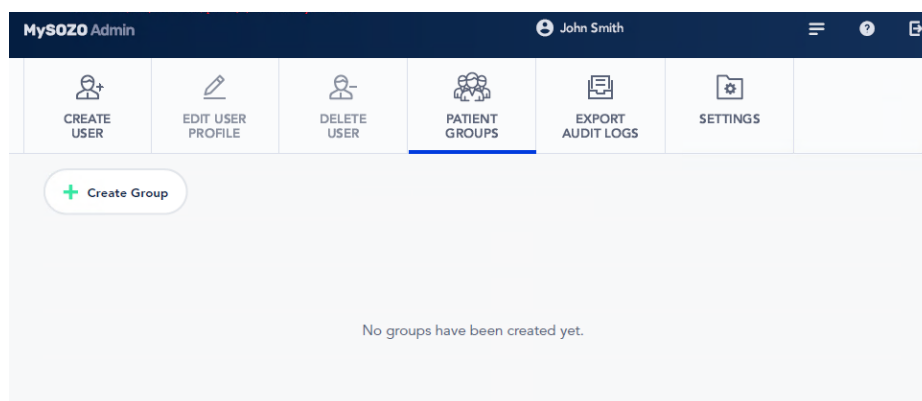 MySOZO Admin
John Smith
CREATE
USER
EDIT USER
PROFILE
DELETE
USER
PATIENT
GROUPS
EXPORT
AUDIT LOGS
SETTINGS
+ Create Group
No groups have been created yet.